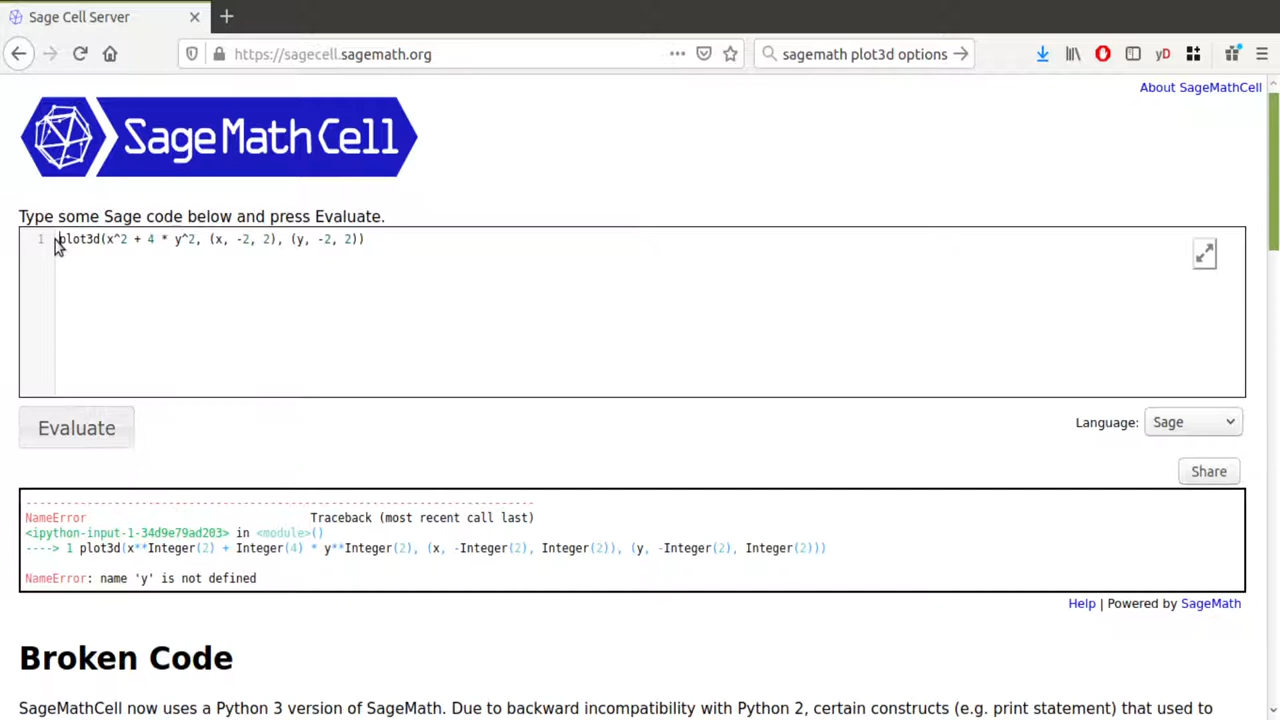 Sage Cell Server
https://sagecell.sagemath.org
sagemath plot3d options
yD
About SageMathCell
SageMathCell
Type some Sage code below and press Evaluate.
1 plot3d(x^2 + 4 * y^2, (x, -2, 2), (y, -2, 2))
Evaluate
Language: Sage
Share
---------------------------------------------------------------------------
NameError Traceback (most recent call last)
<ipython-input-1-34d9e79ad203> in <module>()
----> 1 plot3d(x**Integer(2) + Integer(4) * y**Integer(2), (x, -Integer(2), Integer(2)), (y, -Integer(2), Integer(2)))
NameError: name 'y' is not defined
Help | Powered by SageMath
Broken Code
SageMathCell now uses a Python 3 version of SageMath. Due to backward incompatibility with Python 2, certain constructs (e.g. print statement) that used to